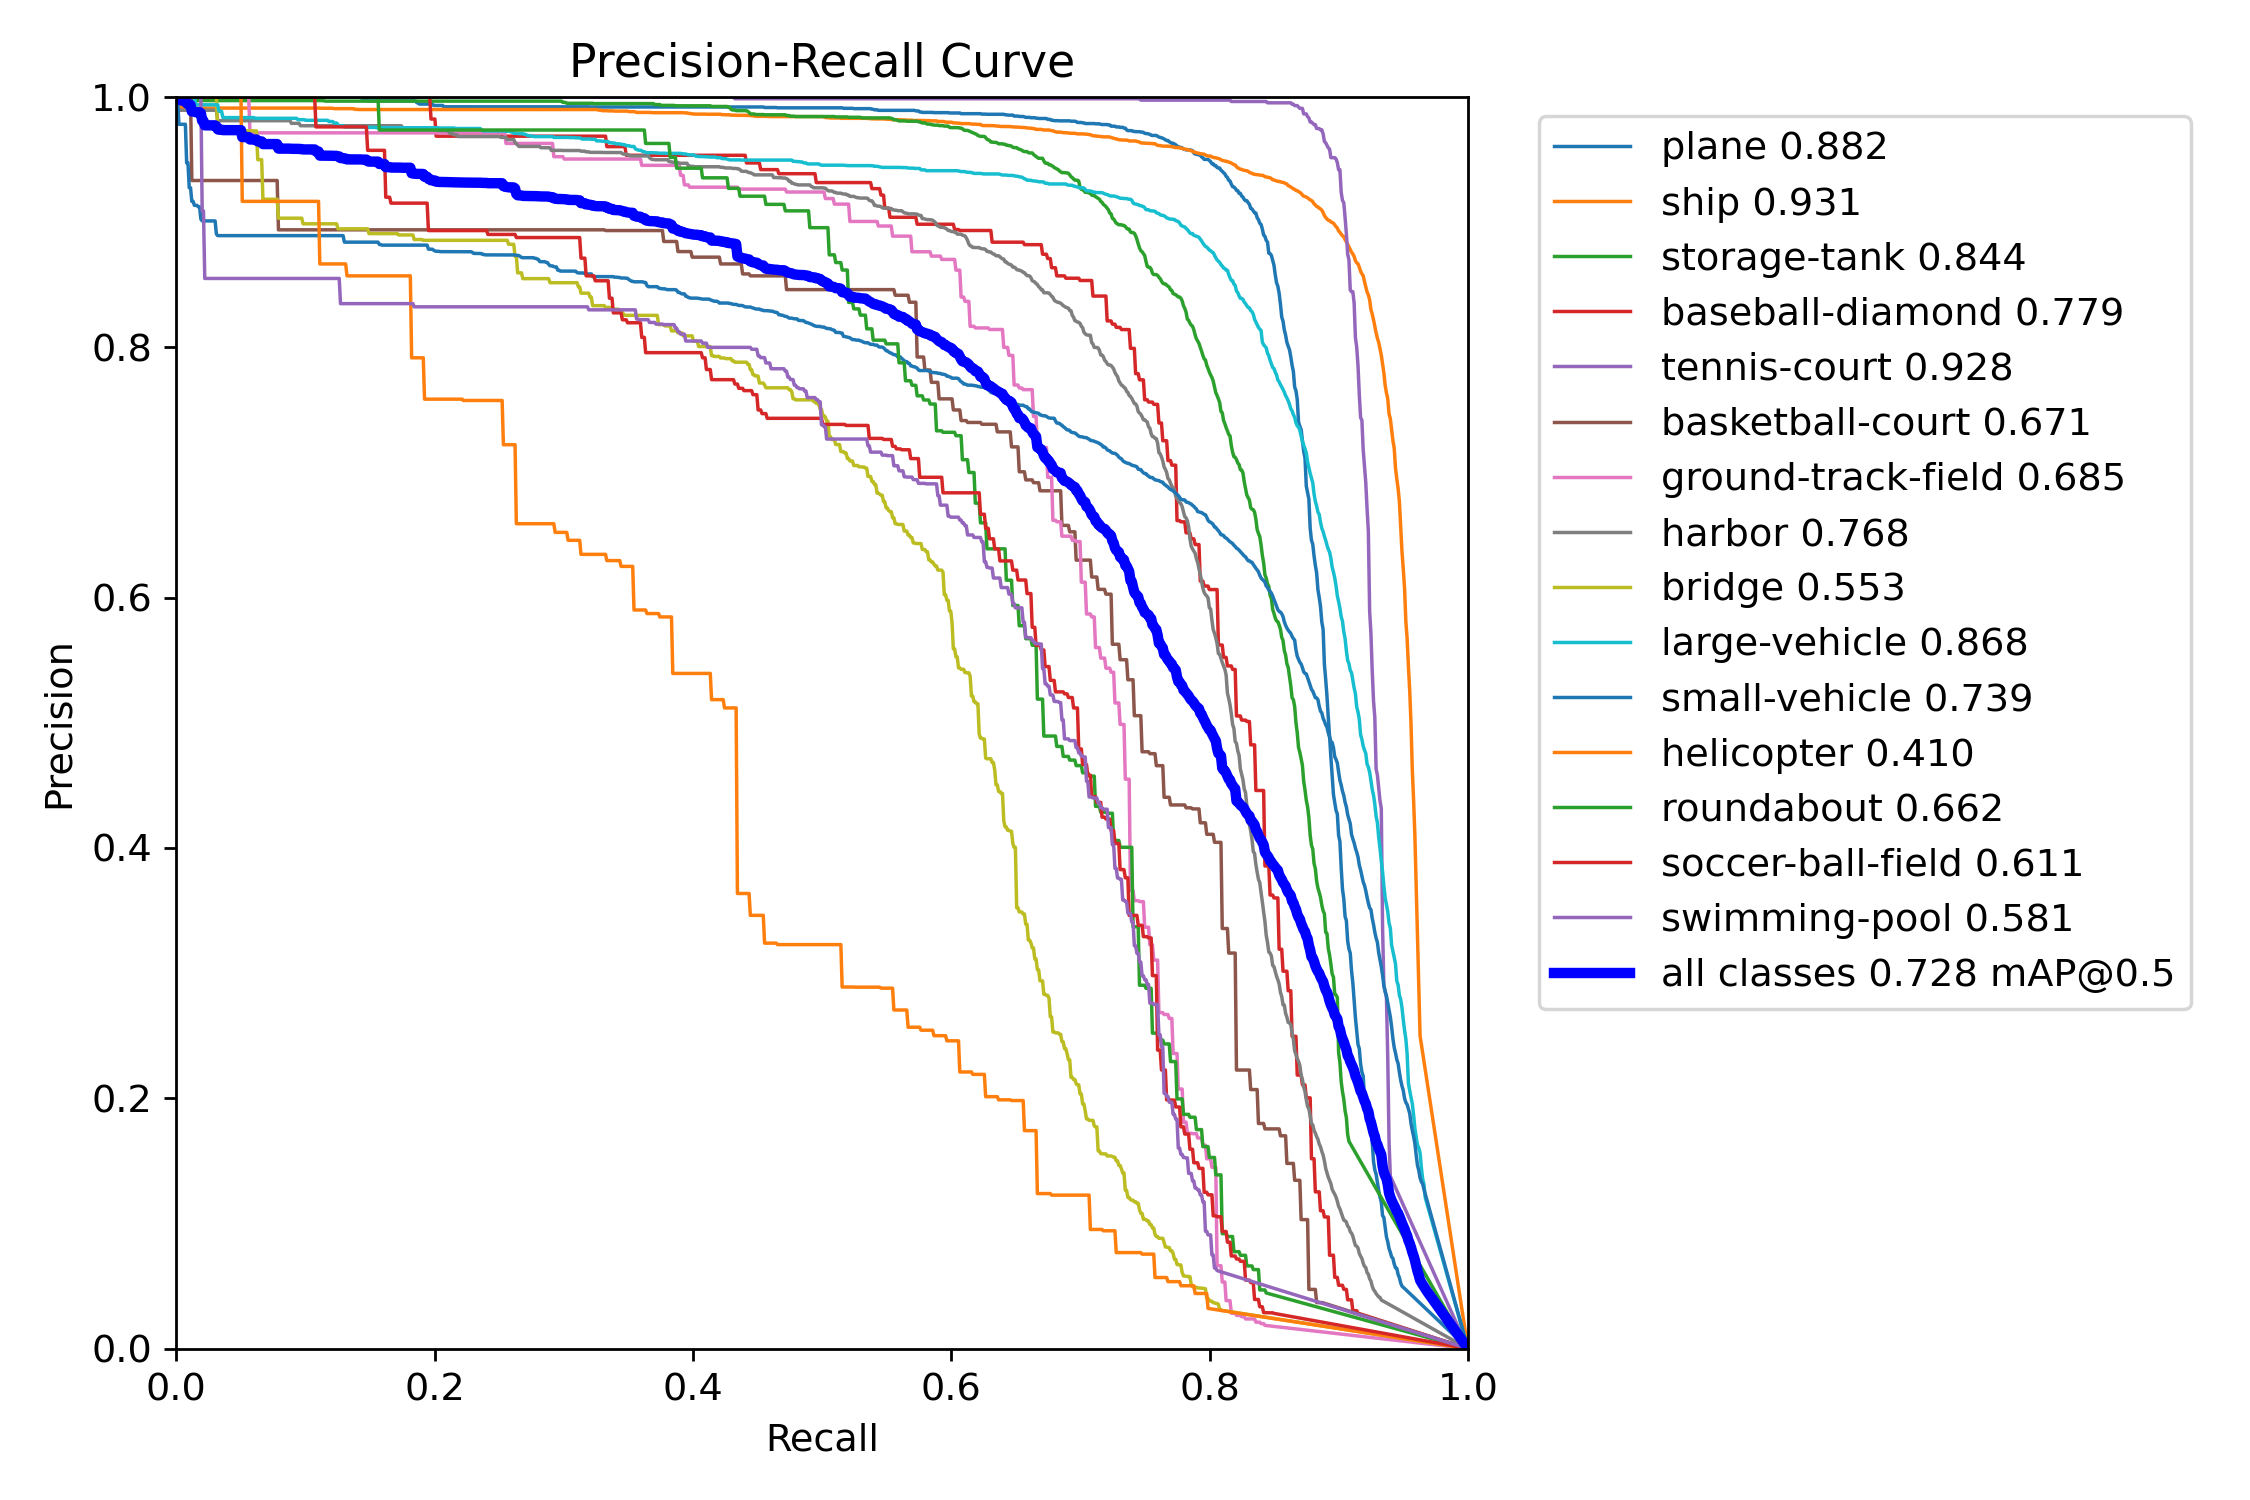 Precision-Recall Curve
1.0
0.8
0.6
0.4
0.2
0.0
Precision
0.0 0.2 0.4 0.6 0.8 1.0
Recall
plane 0.882
ship 0.931
storage-tank 0.844
baseball-diamond 0.779
tennis-court 0.928
basketball-court 0.671
ground-track-field 0.685
harbor 0.768
bridge 0.553
large-vehicle 0.868
small-vehicle 0.739
helicopter 0.410
roundabout 0.662
soccer-ball-field 0.611
swimming-pool 0.581
all classes 0.728 mAP@0.5